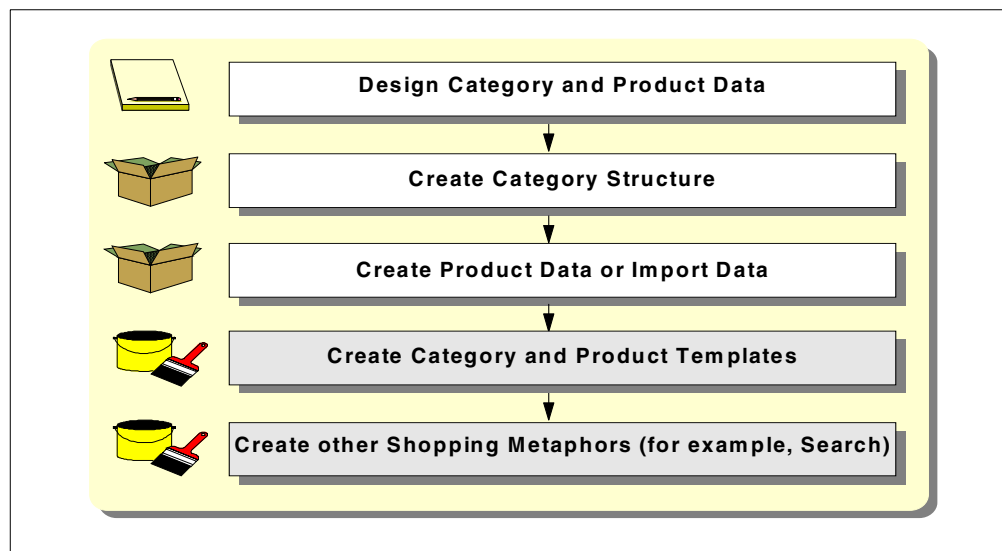 Design Category and Product Data
Create Category Structure
Create Product Data or Import Data
Create Category and Product Templates
Create other Shopping Metaphors (for example, Search)